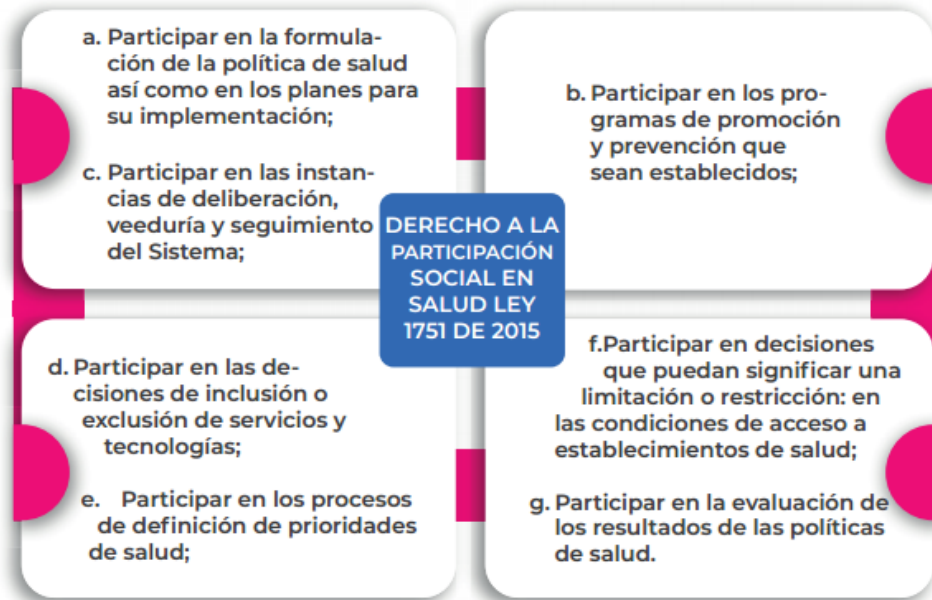 a. Participar en la formula-
ción de la política de salud
así como en los planes para
su implementación;
c. Participar en las instan-
cias de deliberación,
veeduría y seguimiento
del Sistema;
b. Participar en los pro-
gramas de promoción
y prevención que
sean establecidos;
DERECHO A LA
PARTICIPACIÓN
SOCIAL EN
SALUD LEY
1751 DE 2015
d. Participar en las de-
cisiones de inclusión o
exclusión de servicios y
tecnologías;
e. Participar en los procesos
de definición de prioridades
de salud;
f.Participar en decisiones
que puedan significar una
limitación o restricción: en
las condiciones de acceso a
establecimientos de salud;
g. Participar en la evaluación de
los resultados de las políticas
de salud.